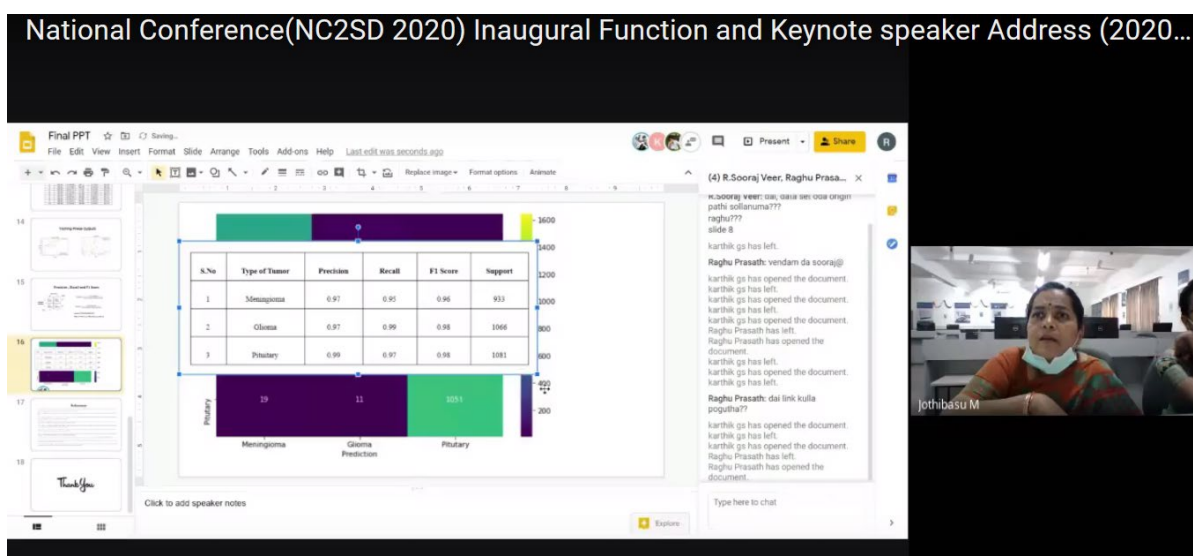 National Conference(NC2SD 2020) Inaugural Function and Keynote speaker Address (2020...
Final PPT Saving...
File Edit View Insert Format Slide Arrange Tools Add-ons Help Last edit was seconds ago
Present
Share
R
Replace image Format options Animate
(4) R.Sooraj Veer, Raghu Prasa...
R.Sooraj Veer: dai, data set oda origin
pathi sollanuma???
raghu???
slide 8
karthik gs has left.
Raghu Prasath: vendam da sooraj@
karthik gs has opened the document.
karthik gs has left.
karthik gs has opened the document.
karthik gs has left.
karthik gs has opened the document.
Raghu Prasath has left.
Raghu Prasath has opened the
document.
karthik gs has left.
karthik gs has opened the document.
karthik gs has left.
Raghu Prasath: dai link kulla
pogutha??
karthik gs has opened the document.
karthik gs has left.
karthik gs has opened the document.
Raghu Prasath has left.
Raghu Prasath has opened the
document.
Type here to chat
14
15
16
17
18
Thank You
S.No Type of Tumor Precision Recall F1 Score Support
1 Meningioma 0.97 0.95 0.96 935
2 Glioma 0.97 0.99 0.98 1066
3 Pitutary 0.99 0.97 0.98 1081
1600
1400
1200
1000
800
600
400
200
Pitutary
19 11 1051
Meningioma Glioma Pitutary
Prediction
Click to add speaker notes
Explore
Jothibasu M